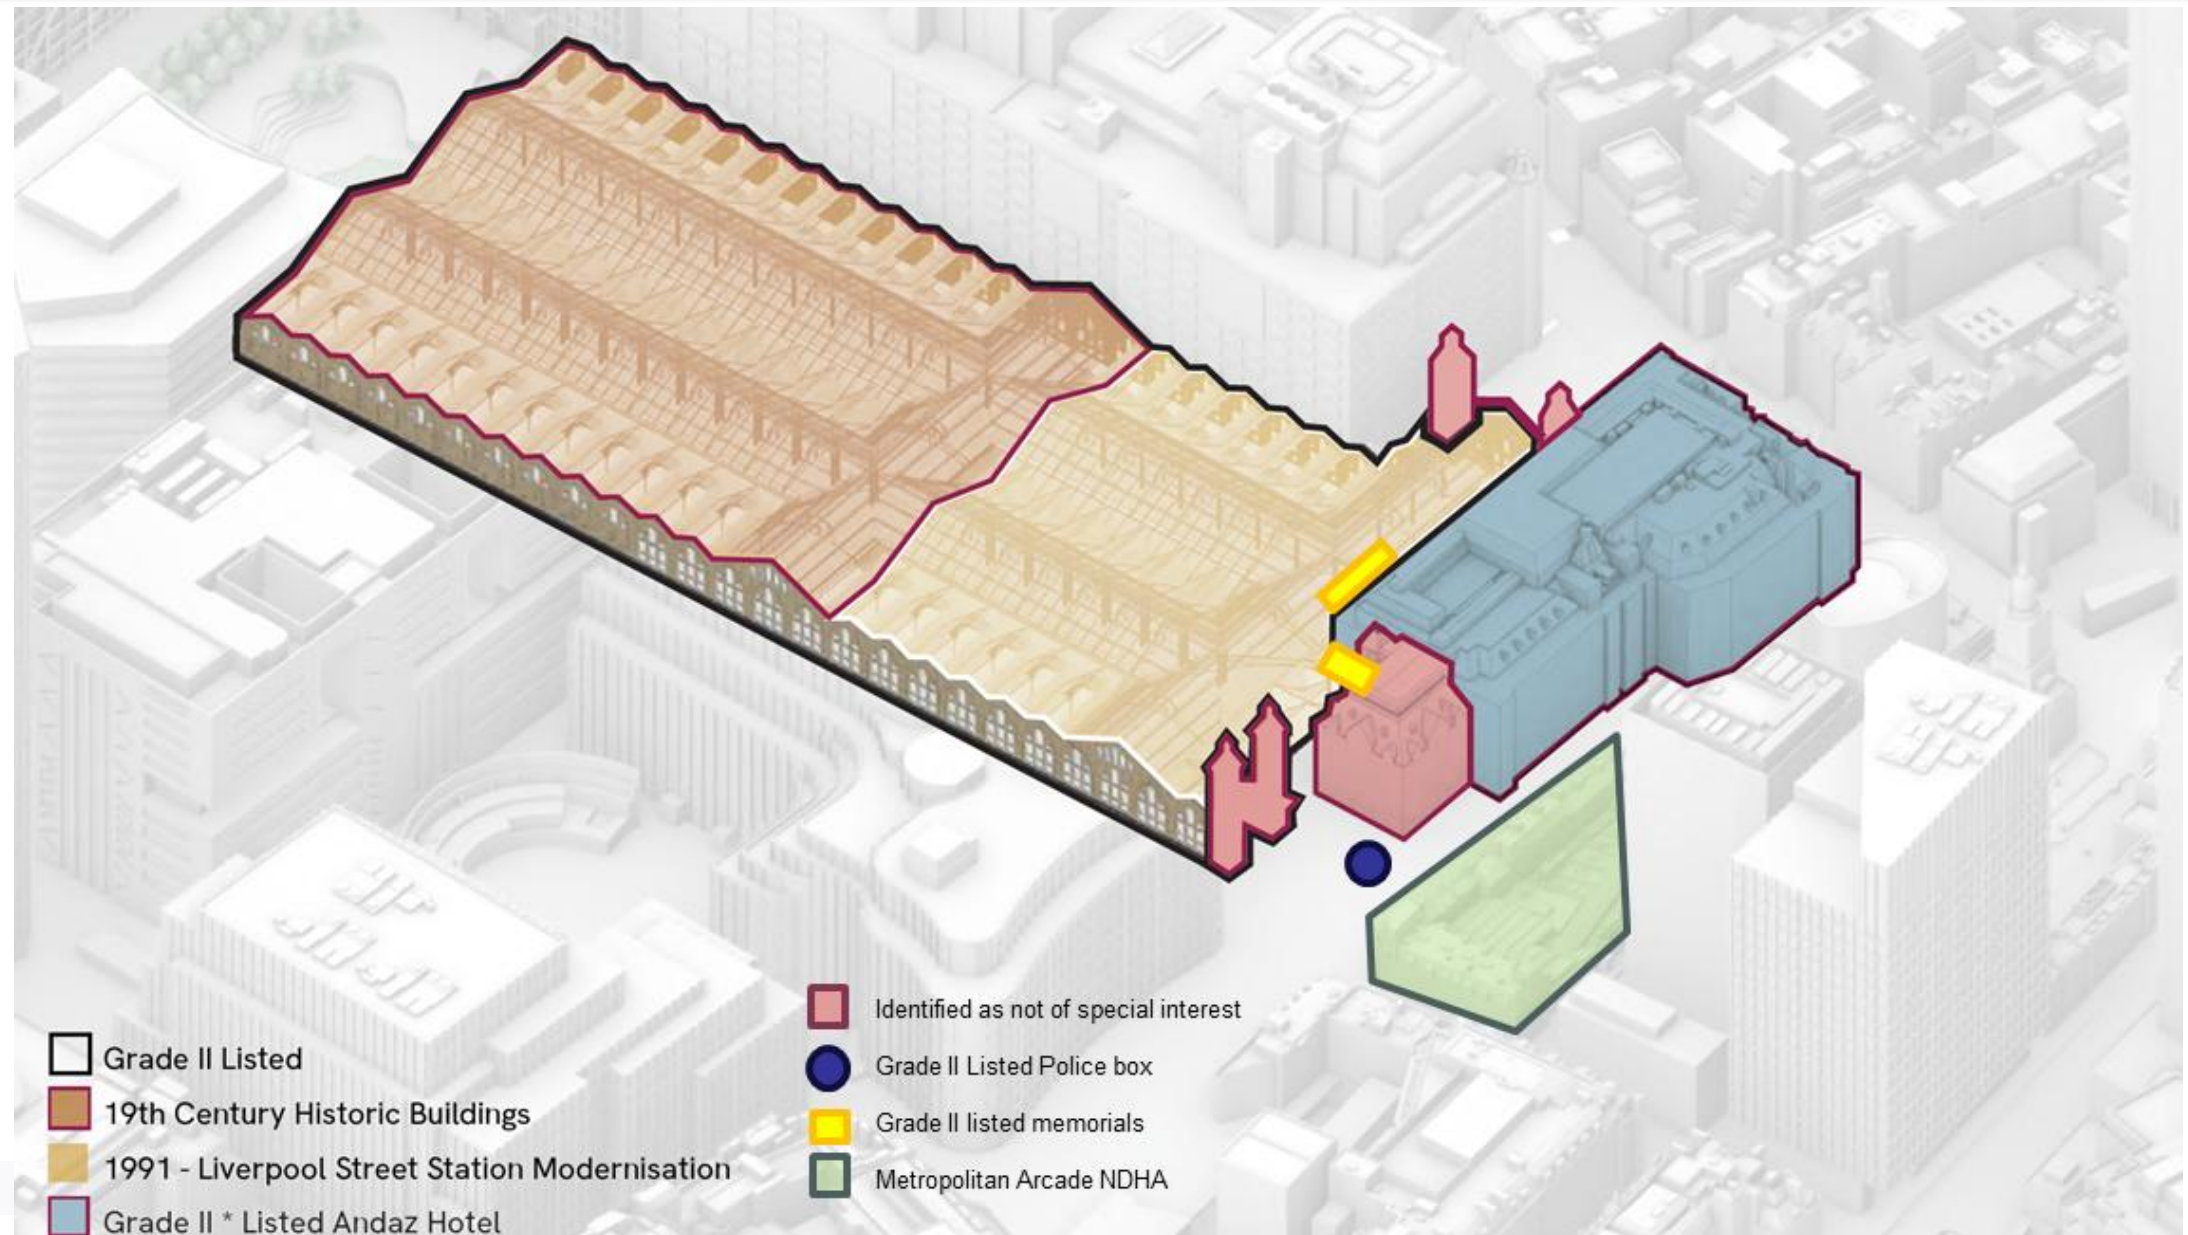 Grade II Listed
19th Century Historic Buildings
1991 - Liverpool Street Station Modernisation
Grade II * Listed Andaz Hotel
Identified as not of special interest
Grade II Listed Police box
Grade II listed memorials
Metropolitan Arcade NDHA